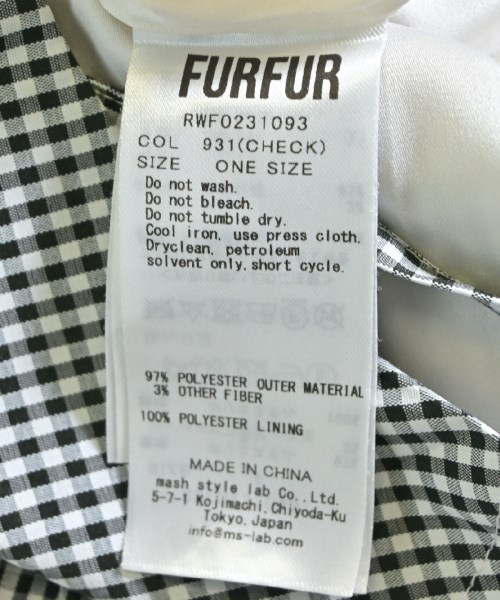 FURFUR
RWF0231093
COL 931(CHECK)
SIZE ONE SIZE
Do not wash.
Do not bleach.
Do not tumble dry.
Cool iron, use press cloth.
Dryclean, petroleum
solvent only, short cycle.
97% POLYESTER OUTER MATERIAL
3% OTHER FIBER
100% POLYESTER LINING
MADE IN CHINA
mash style lab Co.,Ltd.
5-7-1 Kojimachi,Chiyoda-Ku
Tokyo,Japan
info@ms-lab.com